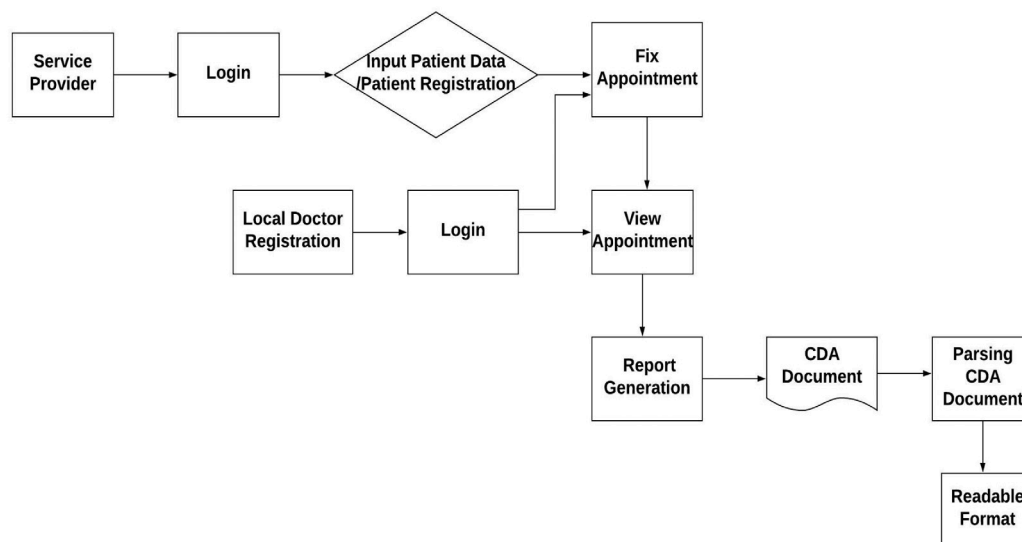 Service
Provider
Login
Input Patient Data
/Patient Registration
Fix
Appointment
Local Doctor
Registration
Login
View
Appointment
Report
Generation
CDA
Document
Parsing
CDA
Document
Readable
Format